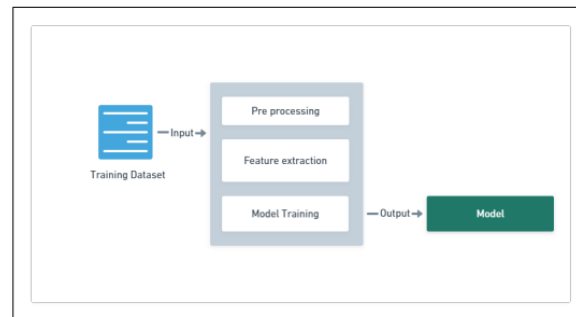 Pre processing
Input
Feature extraction
Training Dataset
Model Training
Output
Model